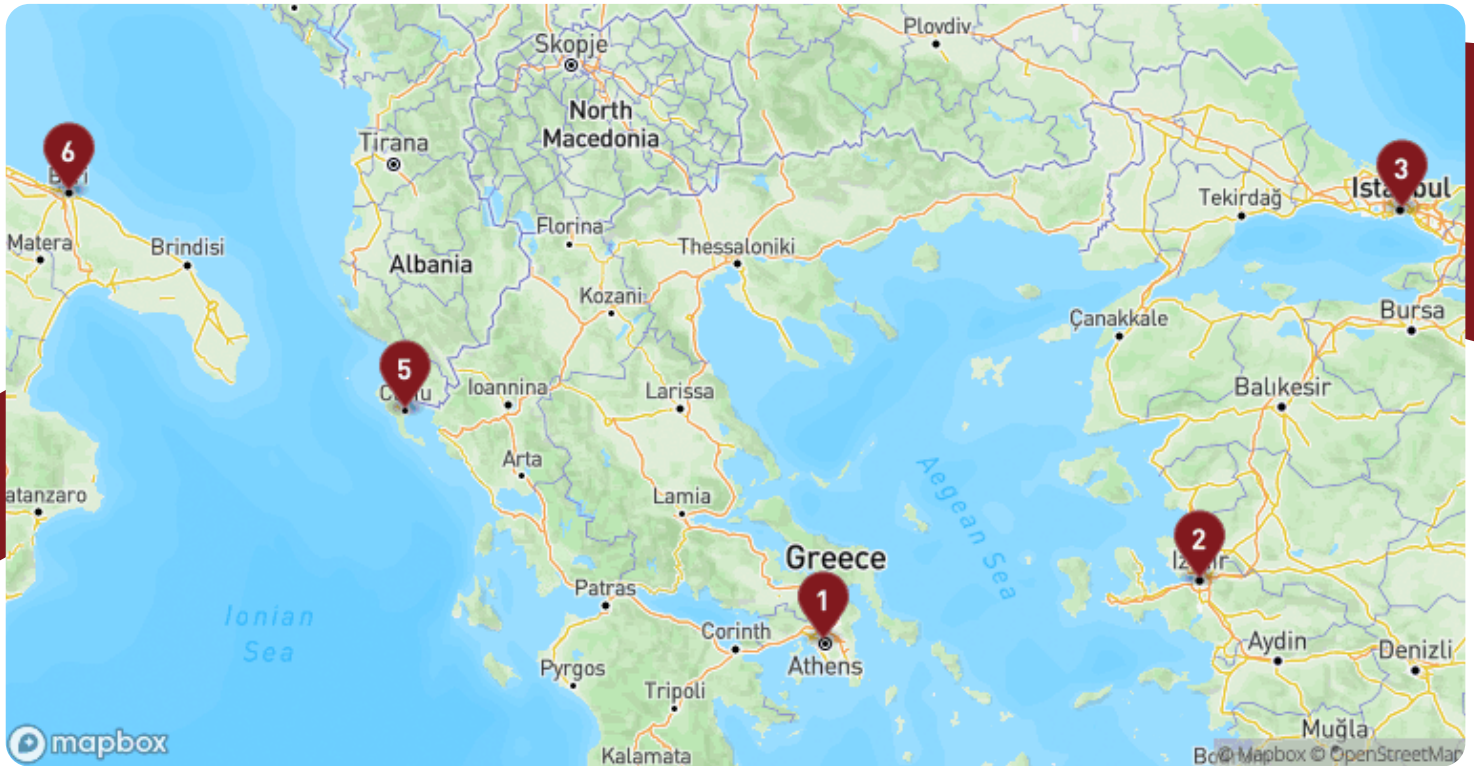 Plovdiv
Skopje
North
Macedonia
6
Tirana
3
Istanbul
Tekirdağ
Matera
Brindisi
Florina
Thessaloniki
Albania
Kozani
Çanakkale
Bursa
5
Ioannina
Larissa
Balıkesir
Arta
Aegean Sea
atanzaro
Lamia
2
Greece
Izmir
Patras
1
Ionian
Sea
Corinth
Athens
Aydin
Denizli
Pyrgos
Tripoli
Muğla
mapbox
Kalamata
© Mapbox © OpenStreetMap